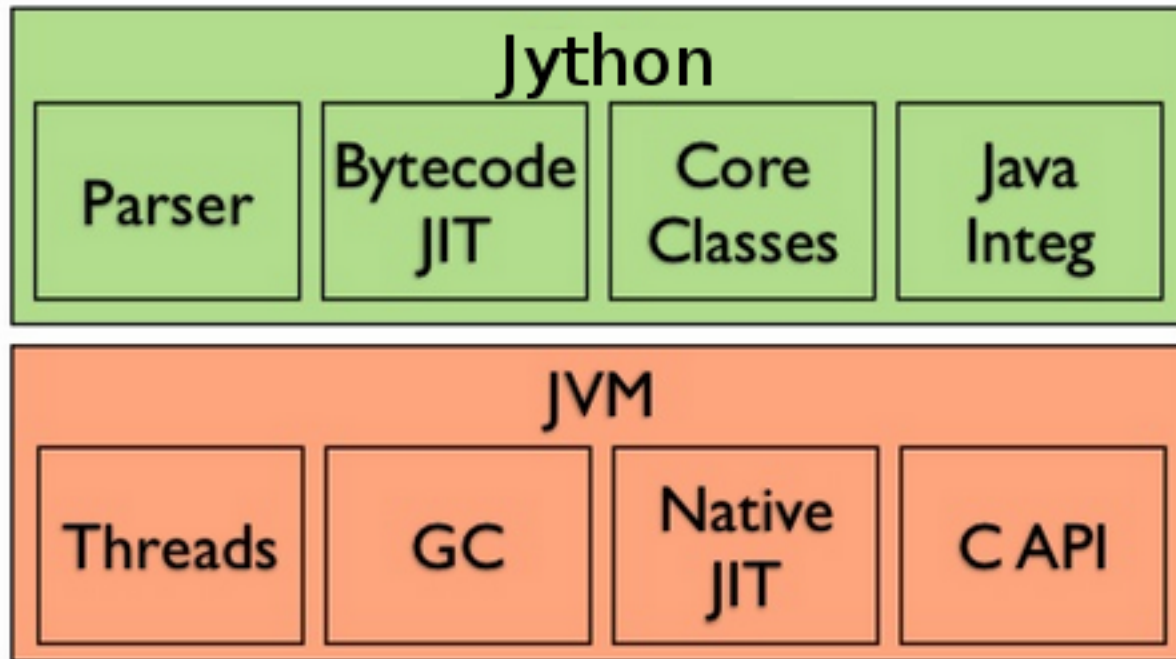 Jython
Parser
Bytecode
JIT
Core
Classes
Java
Integ
JVM
Threads
GC
Native
JIT
C API